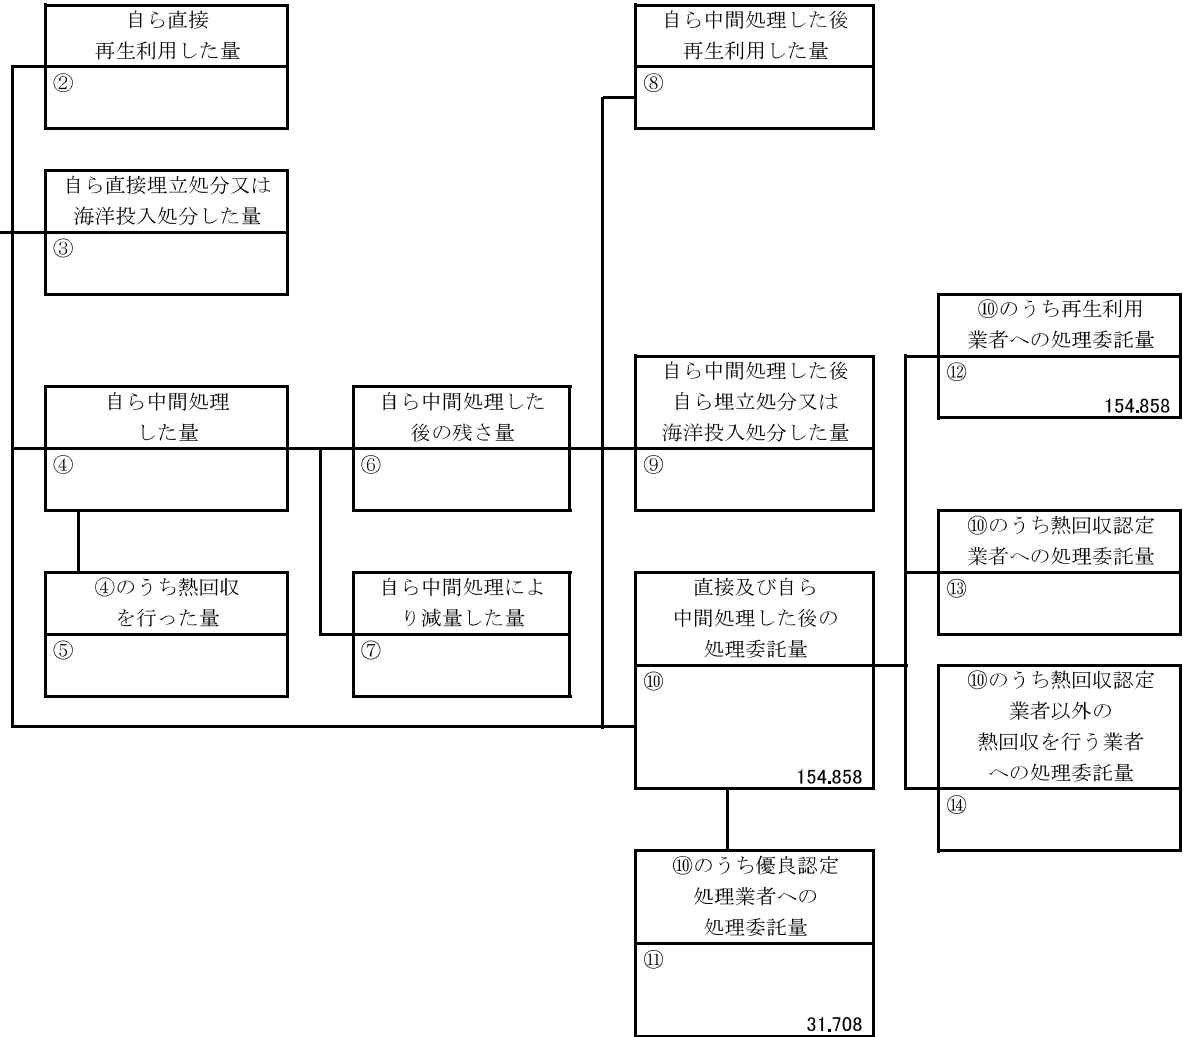 自ら直接
再生利用した量
②
自ら直接埋立処分又は
海洋投入処分した量
③
自ら中間処理
した量
④
④のうち熱回収
を行った量
⑤
自ら中間処理した
後の残さ量
⑥
自ら中間処理によ
り減量した量
⑦
自ら中間処理した後
再生利用した量
⑧
自ら中間処理した後
自ら埋立処分又は
海洋投入処分した量
⑨
直接及び自ら
中間処理した後の
処理委託量
⑩
154.858
⑩のうち優良認定
処理業者への
処理委託量
⑪
31.708
⑩のうち再生利用
業者への処理委託量
⑫
154.858
⑩のうち熱回収認定
業者への処理委託量
⑬
⑩のうち熱回収認定
業者以外の
熱回収を行う業者
への処理委託量
⑭